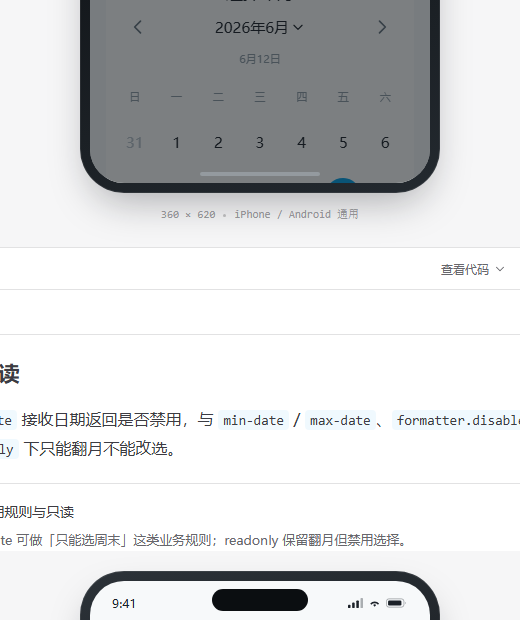 2026年6月
6月12日
日 一 二 三 四 五 六
31 1 2 3 4 5 6
360 × 620 · iPhone / Android 通用
查看代码
读
te 接收日期返回是否禁用，与 min-date / max-date 、 formatter.disable
ly 下只能翻月不能改选。
用规则与只读
te 可做「只能选周末」这类业务规则；readonly 保留翻月但禁用选择。
9:41